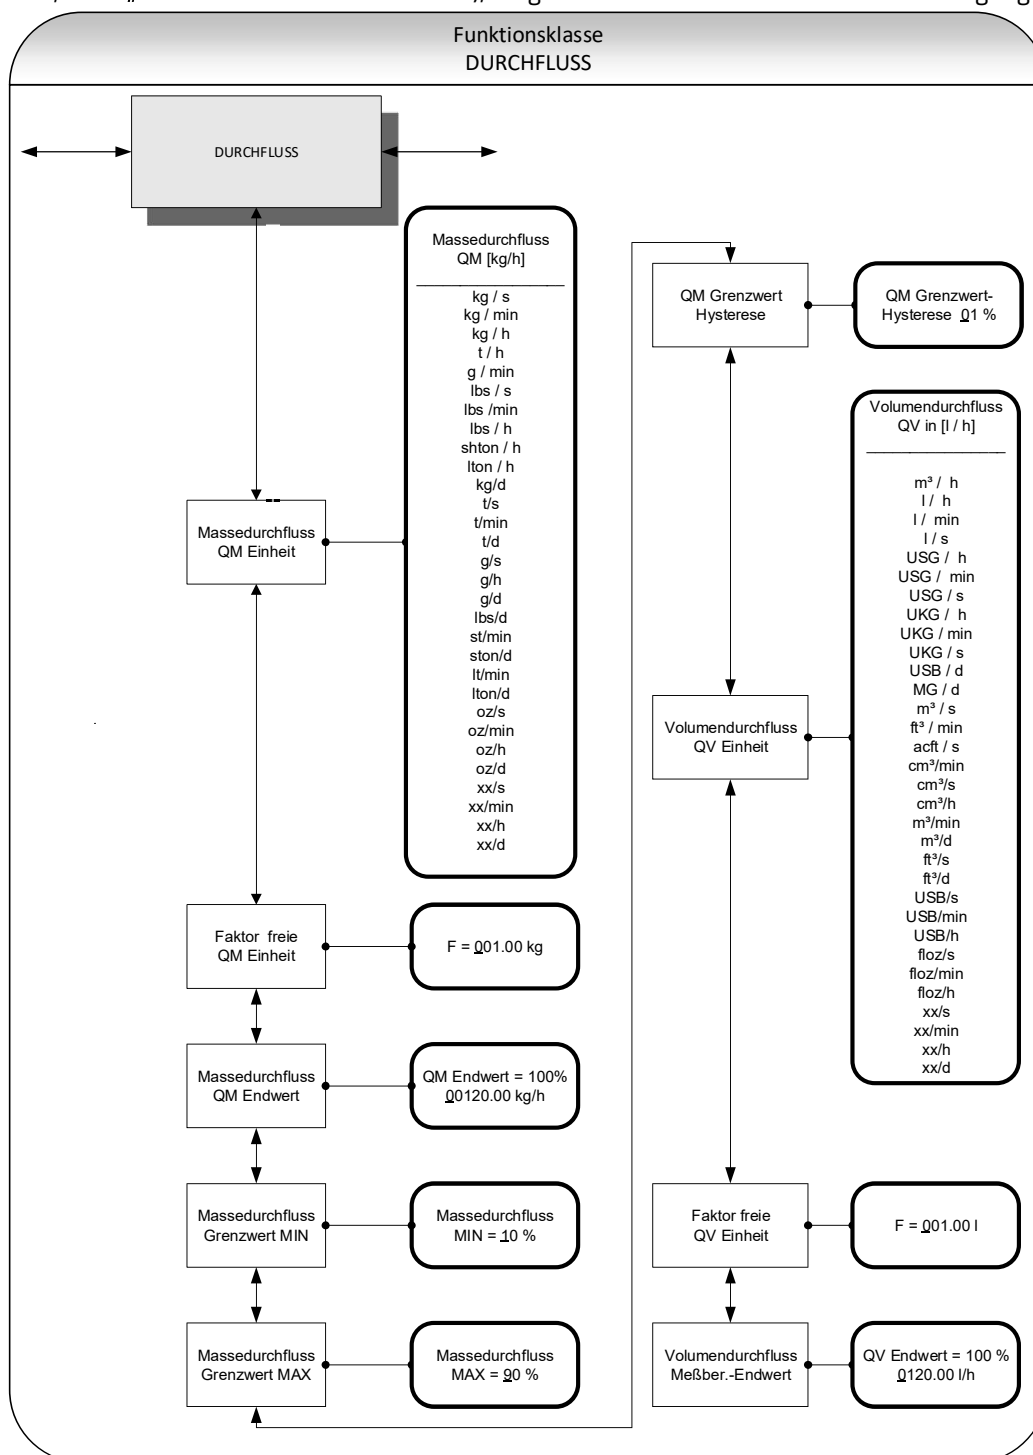 Funktionsklasse
DURCHFLUSS
DURCHFLUSS
Massedurchfluss
QM [kg/h]
kg / s
kg / min
kg / h
t / h
g / min
lbs / s
lbs /min
lbs / h
shton / h
lton / h
kg/d
t/s
t/min
t/d
g/s
g/h
g/d
lbs/d
st/min
ston/d
lt/min
lton/d
oz/s
oz/min
oz/h
oz/d
xx/s
xx/min
xx/h
xx/d
Massedurchfluss
QM Einheit
Faktor freie
QM Einheit
F = 001.00 kg
Massedurchfluss
QM Endwert
QM Endwert = 100%
00120.00 kg/h
Massedurchfluss
Grenzwert MIN
Massedurchfluss
MIN = 10 %
Massedurchfluss
Grenzwert MAX
Massedurchfluss
MAX = 90 %
QM Grenzwert
Hysterese
QM Grenzwert-
Hysterese 01 %
Volumendurchfluss
QV in [l / h]
m³ / h
l / h
l / min
l / s
USG / h
USG / min
USG / s
UKG / h
UKG / min
UKG / s
USB / d
MG / d
m³ / s
ft³ / min
acft / s
cm³/min
cm³/s
cm³/h
m³/min
m³/d
ft³/s
ft³/d
USB/s
USB/min
USB/h
floz/s
floz/min
floz/h
xx/s
xx/min
xx/h
xx/d
Volumendurchfluss
QV Einheit
Faktor freie
QV Einheit
F = 001.00 l
Volumendurchfluss
Meßber.-Endwert
QV Endwert = 100 %
0120.00 l/h